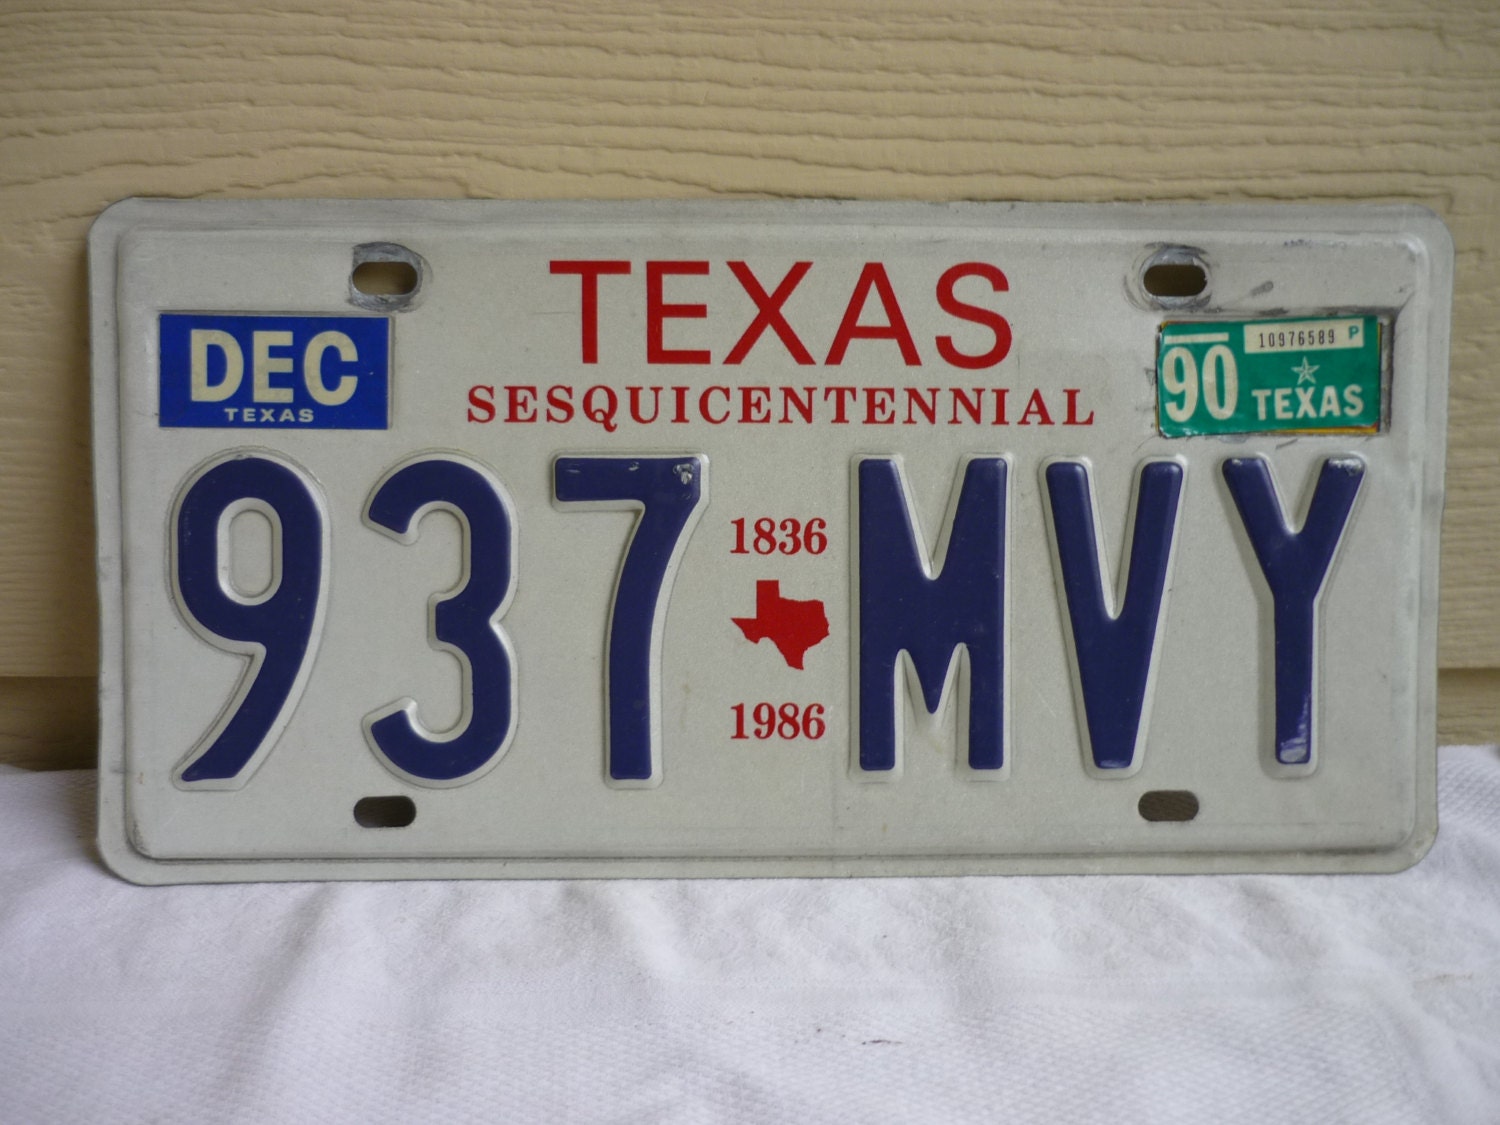 TEXAS
SESQUICENTENNIAL
DEC
TEXAS
90
10976589 P
TEXAS
937 MVY
1836
1986